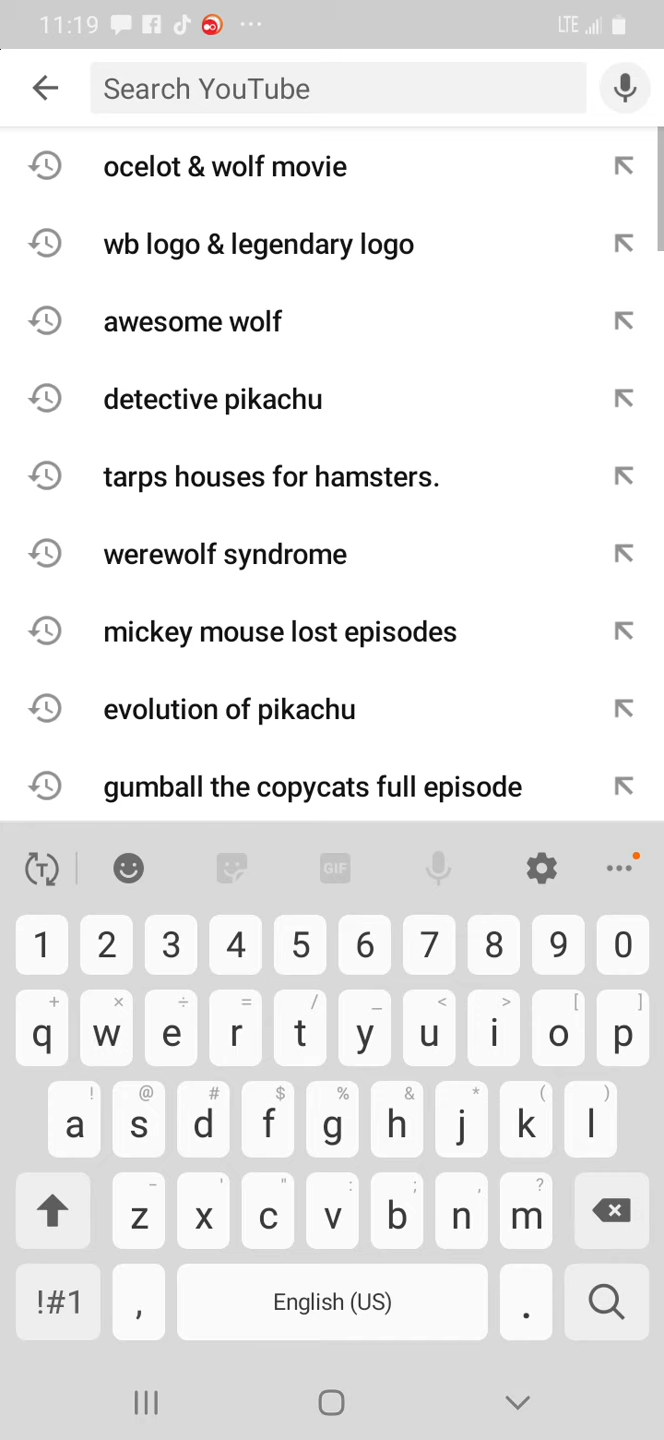 11:19 LTE
Search YouTube
ocelot & wolf movie
wb logo & legendary logo
awesome wolf
detective pikachu
tarps houses for hamsters.
werewolf syndrome
mickey mouse lost episodes
evolution of pikachu
gumball the copycats full episode
T GIF
1 2 3 4 5 6 7 8 9 0
+ × ÷ = / _ < > [ ]
q w e r t y u i o p
! @ # $ % & * ( )
a s d f g h j k l
- ' " : ; , ?
z x c v b n m
!#1 , English (US) .